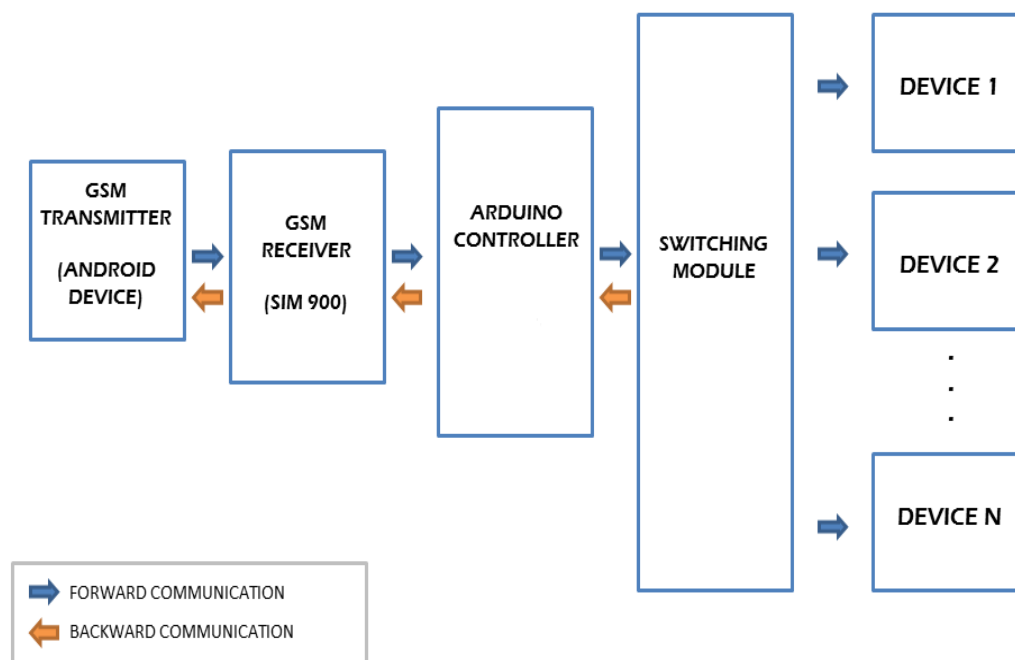 GSM
TRANSMITTER
(ANDROID
DEVICE)
GSM
RECEIVER
(SIM 900)
ARDUINO
CONTROLLER
SWITCHING
MODULE
DEVICE 1
DEVICE 2
.
.
.
DEVICE N
FORWARD COMMUNICATION
BACKWARD COMMUNICATION